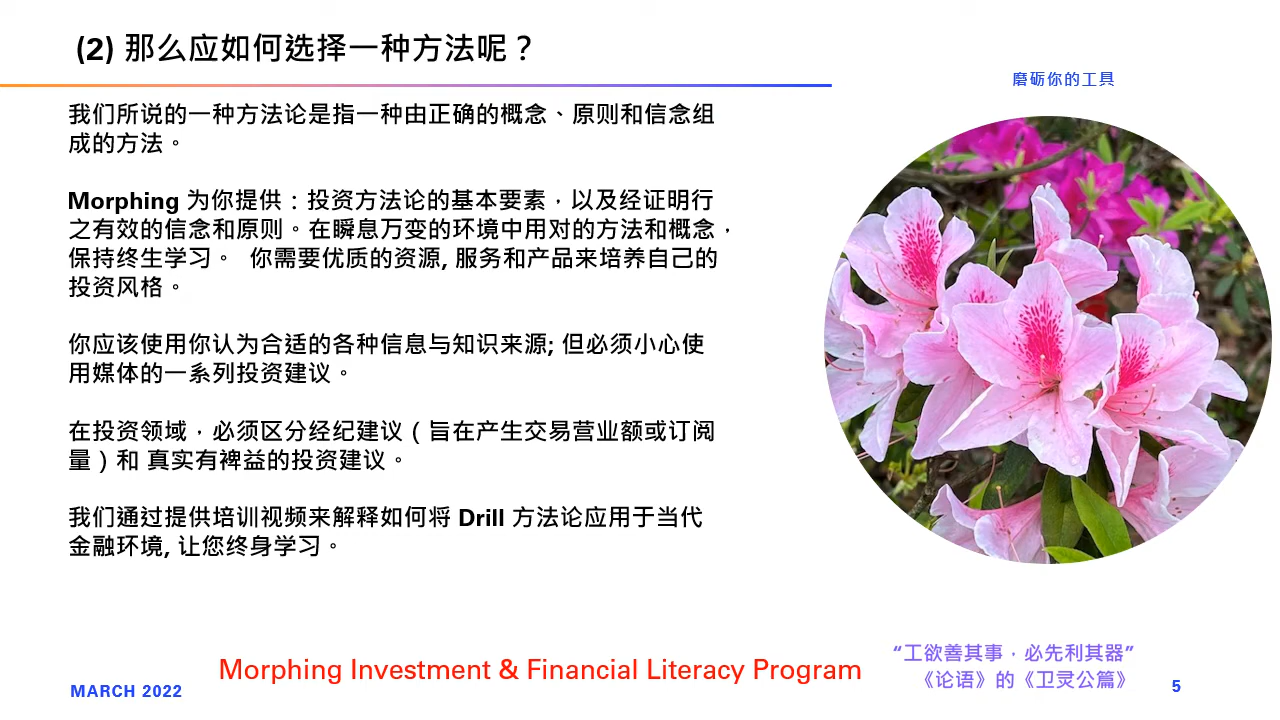 (2) 那么应如何选择一种方法呢？
磨砺你的工具
我们所说的一种方法论是指一种由正确的概念、原则和信念组
成的方法。
Morphing 为你提供：投资方法论的基本要素，以及经证明行
之有效的信念和原则。在瞬息万变的环境中用对的方法和概念，
保持终生学习。 你需要优质的资源, 服务和产品来培养自己的
投资风格。
你应该使用你认为合适的各种信息与知识来源; 但必须小心使
用媒体的一系列投资建议。
在投资领域，必须区分经纪建议（旨在产生交易营业额或订阅
量）和 真实有裨益的投资建议。
我们通过提供培训视频来解释如何将 Drill 方法论应用于当代
金融环境, 让您终身学习。
Morphing Investment & Financial Literacy Program
“工欲善其事，必先利其器”
《论语》的《卫灵公篇》
MARCH 2022
5